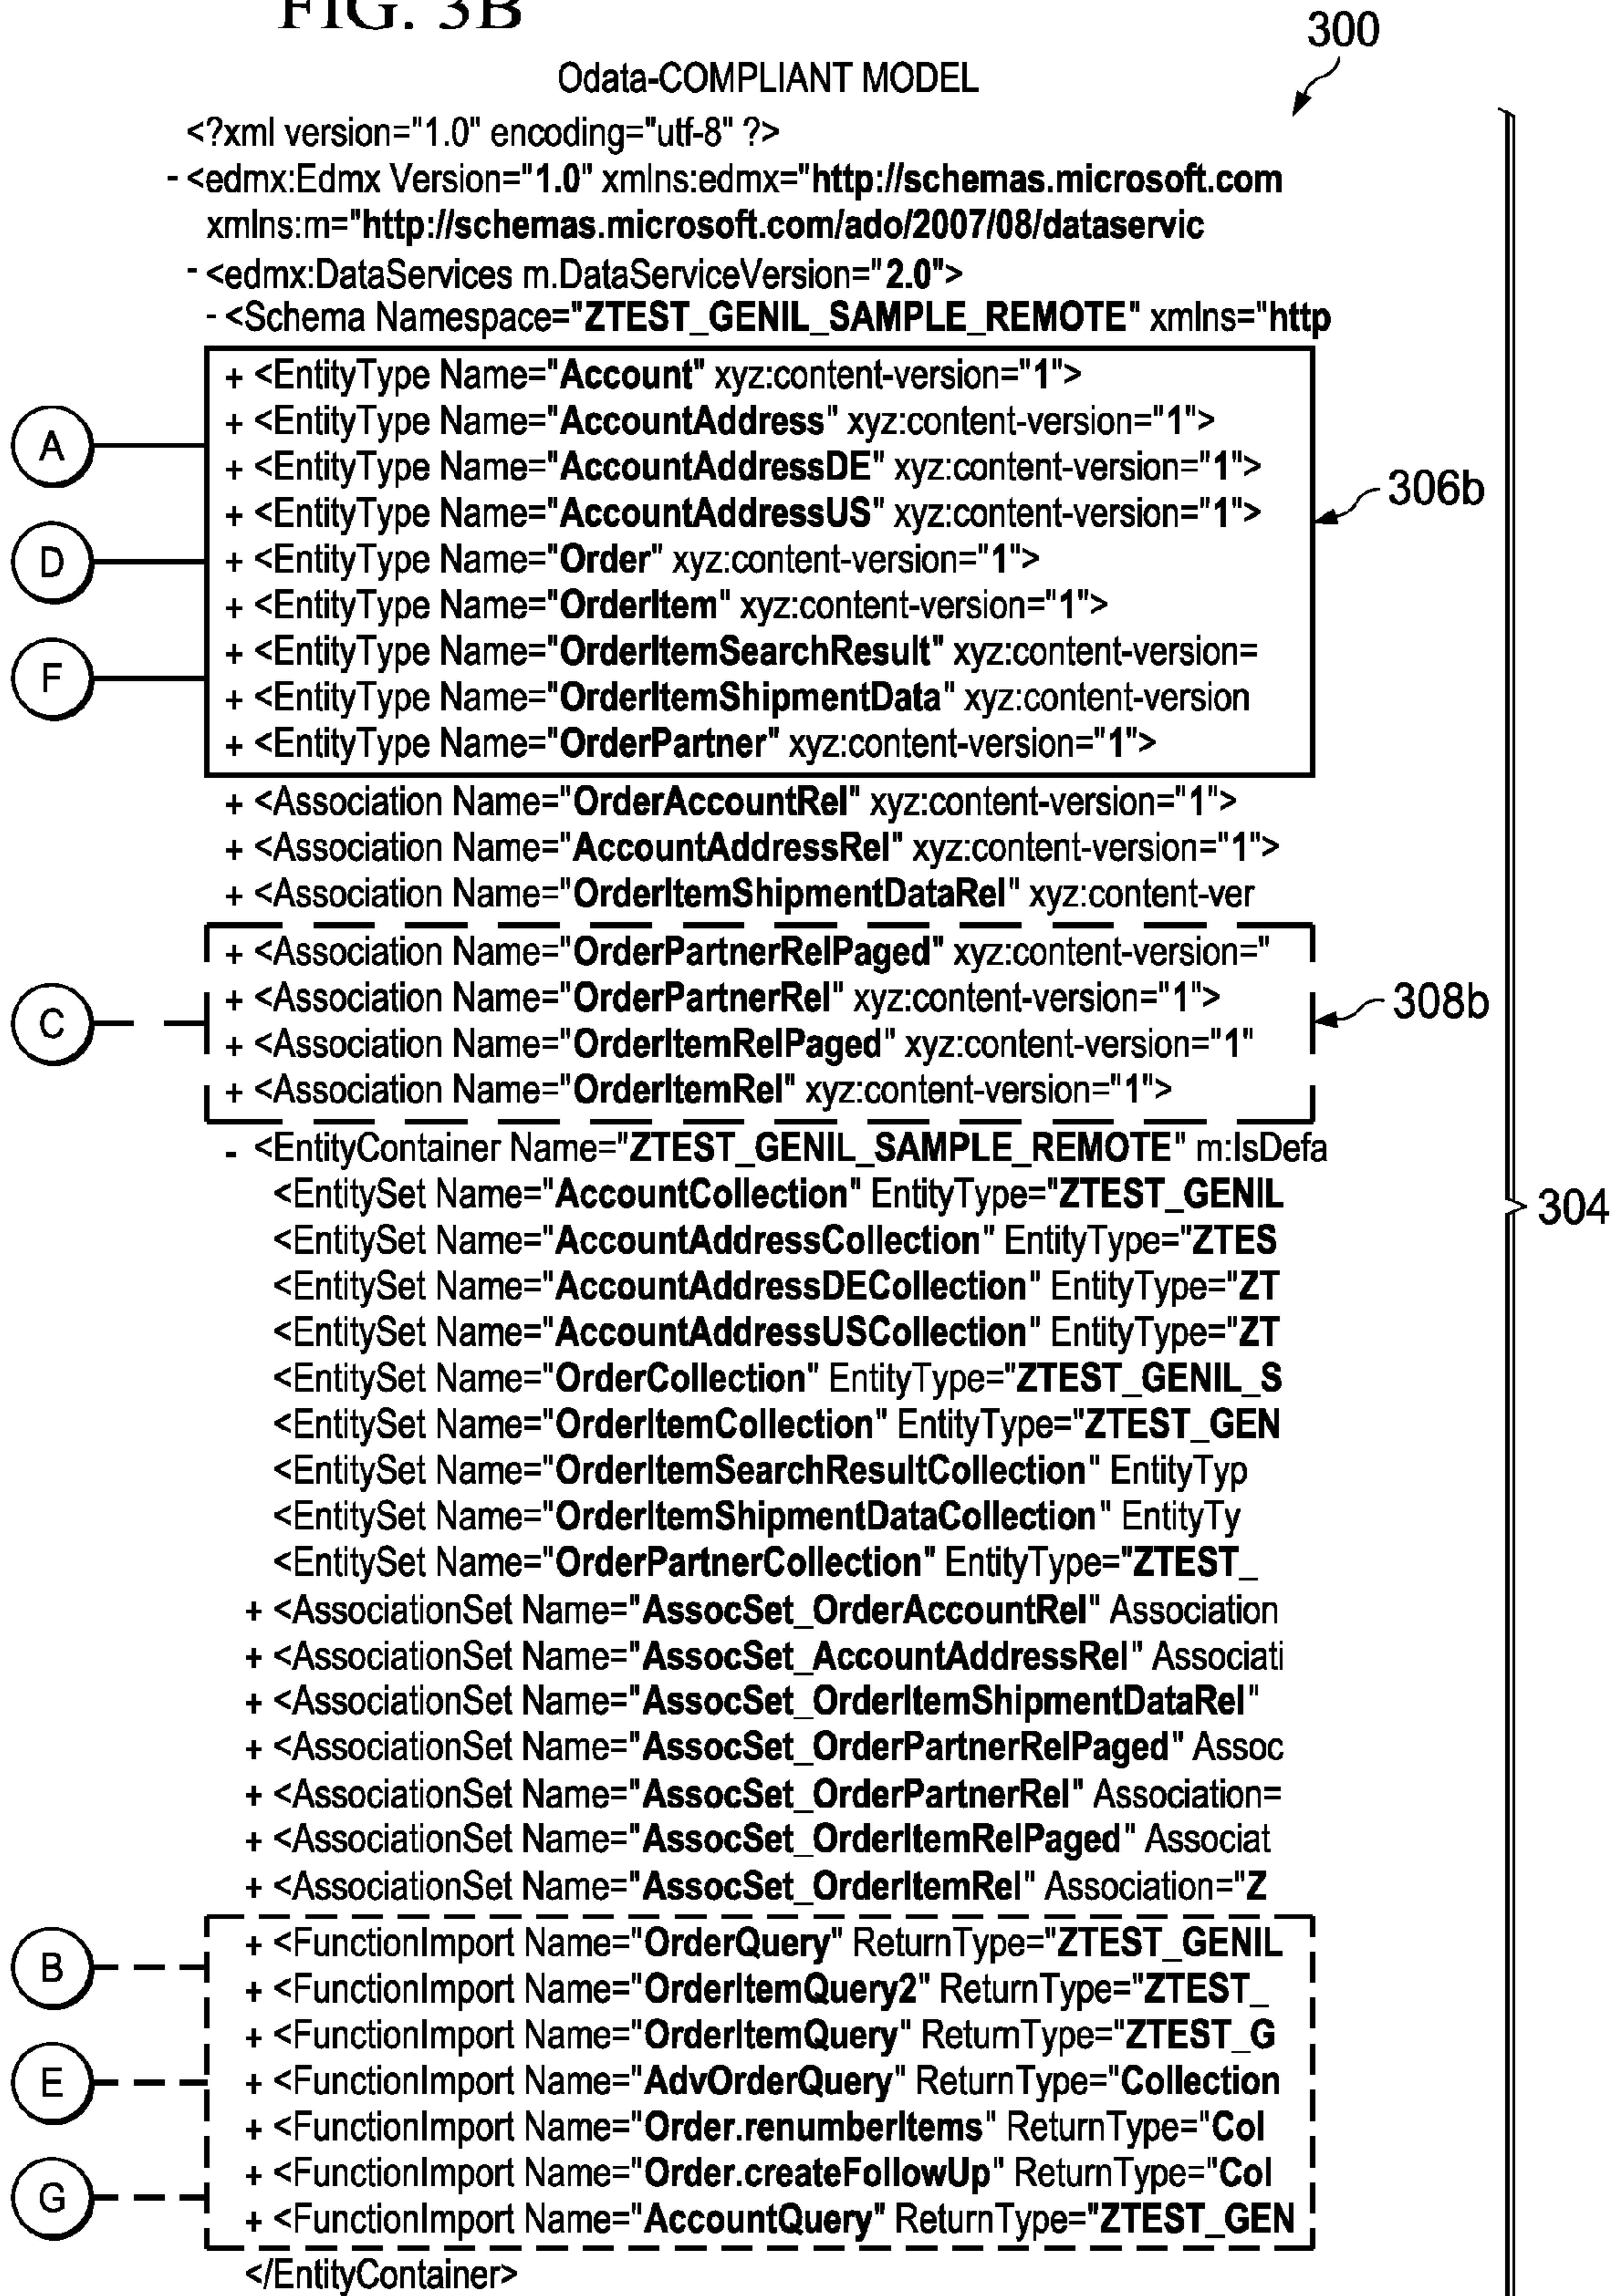 FIG. 3B
300
Odata-COMPLIANT MODEL
<?xml version="1.0" encoding="utf-8" ?>
- <edmx:Edmx Version="1.0" xmlns:edmx="http://schemas.microsoft.com
xmlns:m="http://schemas.microsoft.com/ado/2007/08/dataservic
- <edmx:DataServices m.DataServiceVersion="2.0">
- <Schema Namespace="ZTEST_GENIL_SAMPLE_REMOTE" xmlns="http
+ <EntityType Name="Account" xyz:content-version="1">
+ <EntityType Name="AccountAddress" xyz:content-version="1">
A
+ <EntityType Name="AccountAddressDE" xyz:content-version="1">
306b
+ <EntityType Name="AccountAddressUS" xyz:content-version="1">
D
+ <EntityType Name="Order" xyz:content-version="1">
+ <EntityType Name="OrderItem" xyz:content-version="1">
+ <EntityType Name="OrderItemSearchResult" xyz:content-version=
F
+ <EntityType Name="OrderItemShipmentData" xyz:content-version
+ <EntityType Name="OrderPartner" xyz:content-version="1">
+ <Association Name="OrderAccountRel" xyz:content-version="1">
+ <Association Name="AccountAddressRel" xyz:content-version="1">
+ <Association Name="OrderItemShipmentDataRel" xyz:content-ver
+ <Association Name="OrderPartnerRelPaged" xyz:content-version="
+ <Association Name="OrderPartnerRel" xyz:content-version="1">
308b
C
+ <Association Name="OrderItemRelPaged" xyz:content-version="1"
+ <Association Name="OrderItemRel" xyz:content-version="1">
- <EntityContainer Name="ZTEST_GENIL_SAMPLE_REMOTE" m:IsDefa
<EntitySet Name="AccountCollection" EntityType="ZTEST_GENIL
304
<EntitySet Name="AccountAddressCollection" EntityType="ZTES
<EntitySet Name="AccountAddressDECollection" EntityType="ZT
<EntitySet Name="AccountAddressUSCollection" EntityType="ZT
<EntitySet Name="OrderCollection" EntityType="ZTEST_GENIL_S
<EntitySet Name="OrderItemCollection" EntityType="ZTEST_GEN
<EntitySet Name="OrderItemSearchResultCollection" EntityTyp
<EntitySet Name="OrderItemShipmentDataCollection" EntityTy
<EntitySet Name="OrderPartnerCollection" EntityType="ZTEST_
+ <AssociationSet Name="AssocSet_OrderAccountRel" Association
+ <AssociationSet Name="AssocSet_AccountAddressRel" Associati
+ <AssociationSet Name="AssocSet_OrderItemShipmentDataRel"
+ <AssociationSet Name="AssocSet_OrderPartnerRelPaged" Assoc
+ <AssociationSet Name="AssocSet_OrderPartnerRel" Association=
+ <AssociationSet Name="AssocSet_OrderItemRelPaged" Associat
+ <AssociationSet Name="AssocSet_OrderItemRel" Association="Z
+ <FunctionImport Name="OrderQuery" ReturnType="ZTEST_GENIL
B
+ <FunctionImport Name="OrderItemQuery2" ReturnType="ZTEST_
+ <FunctionImport Name="OrderItemQuery" ReturnType="ZTEST_G
E
+ <FunctionImport Name="AdvOrderQuery" ReturnType="Collection
+ <FunctionImport Name="Order.renumberItems" ReturnType="Col
+ <FunctionImport Name="Order.createFollowUp" ReturnType="Col
G
+ <FunctionImport Name="AccountQuery" ReturnType="ZTEST_GEN
</EntityContainer>